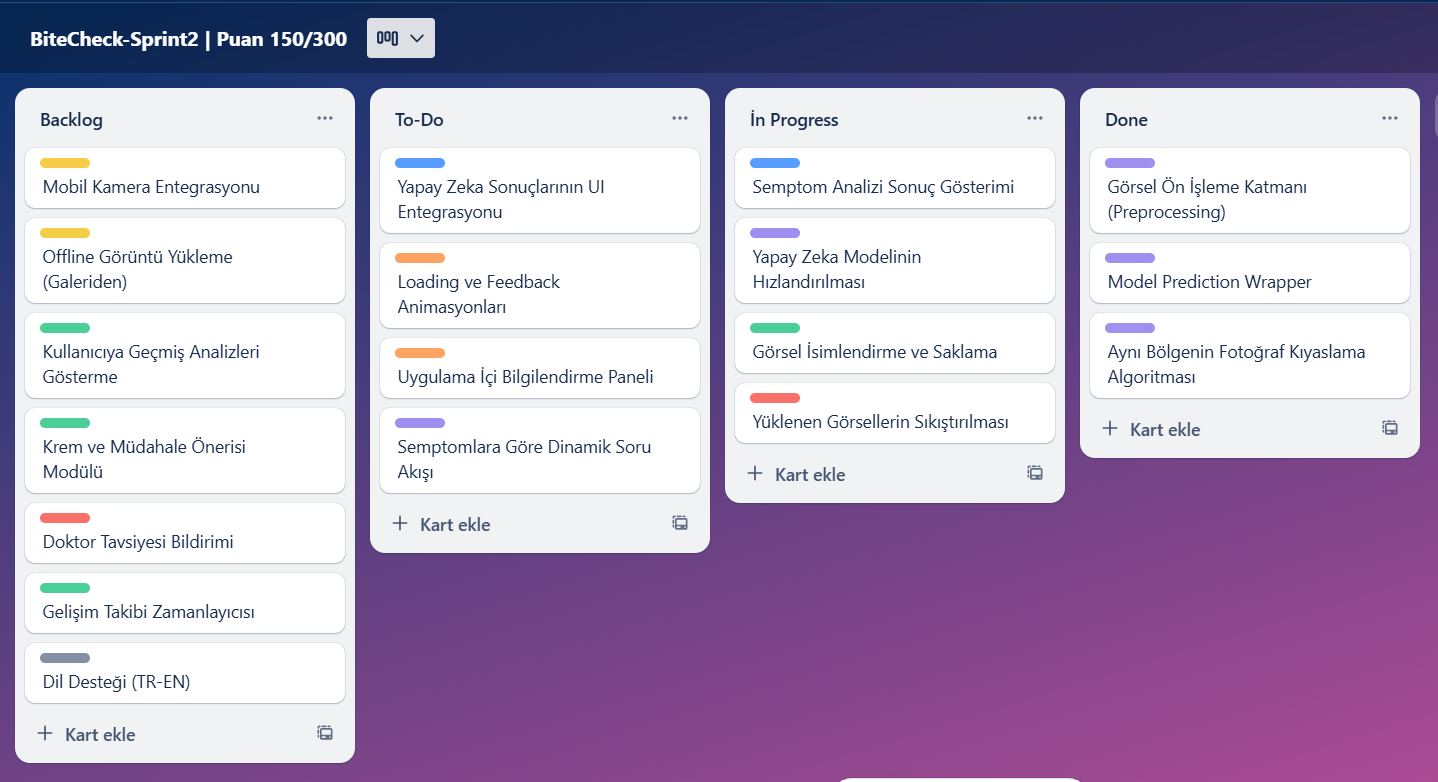 BiteCheck-Sprint2 | Puan 150/300
Backlog
Mobil Kamera Entegrasyonu
Offline Görüntü Yükleme
(Galeriden)
Kullanıcıya Geçmiş Analizleri
Gösterme
Krem ve Müdahale Önerisi
Modülü
Doktor Tavsiyesi Bildirimi
Gelişim Takibi Zamanlayıcısı
Dil Desteği (TR-EN)
Kart ekle
To-Do
Yapay Zeka Sonuçlarının UI
Entegrasyonu
Loading ve Feedback
Animasyonları
Uygulama İçi Bilgilendirme Paneli
Semptomlara Göre Dinamik Soru
Akışı
Kart ekle
İn Progress
Semptom Analizi Sonuç Gösterimi
Yapay Zeka Modelinin
Hızlandırılması
Görsel İsimlendirme ve Saklama
Yüklenen Görsellerin Sıkıştırılması
Kart ekle
Done
Görsel Ön İşleme Katmanı
(Preprocessing)
Model Prediction Wrapper
Aynı Bölgenin Fotoğraf Kıyaslama
Algoritması
Kart ekle